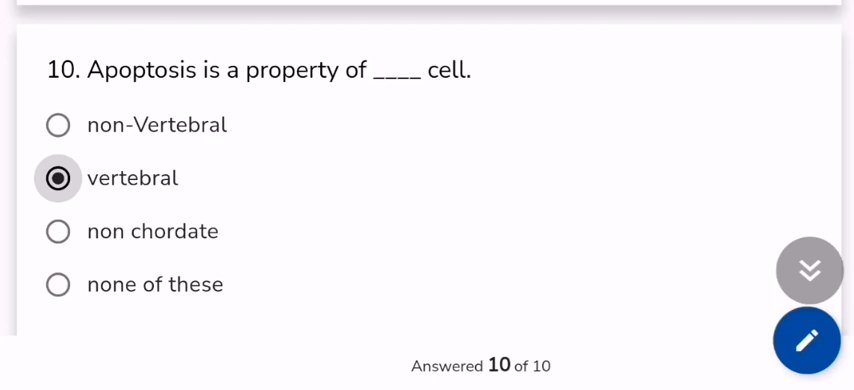 10. Apoptosis is a property of ____ cell.
non-Vertebral
vertebral
non chordate
none of these
Answered 10 of 10